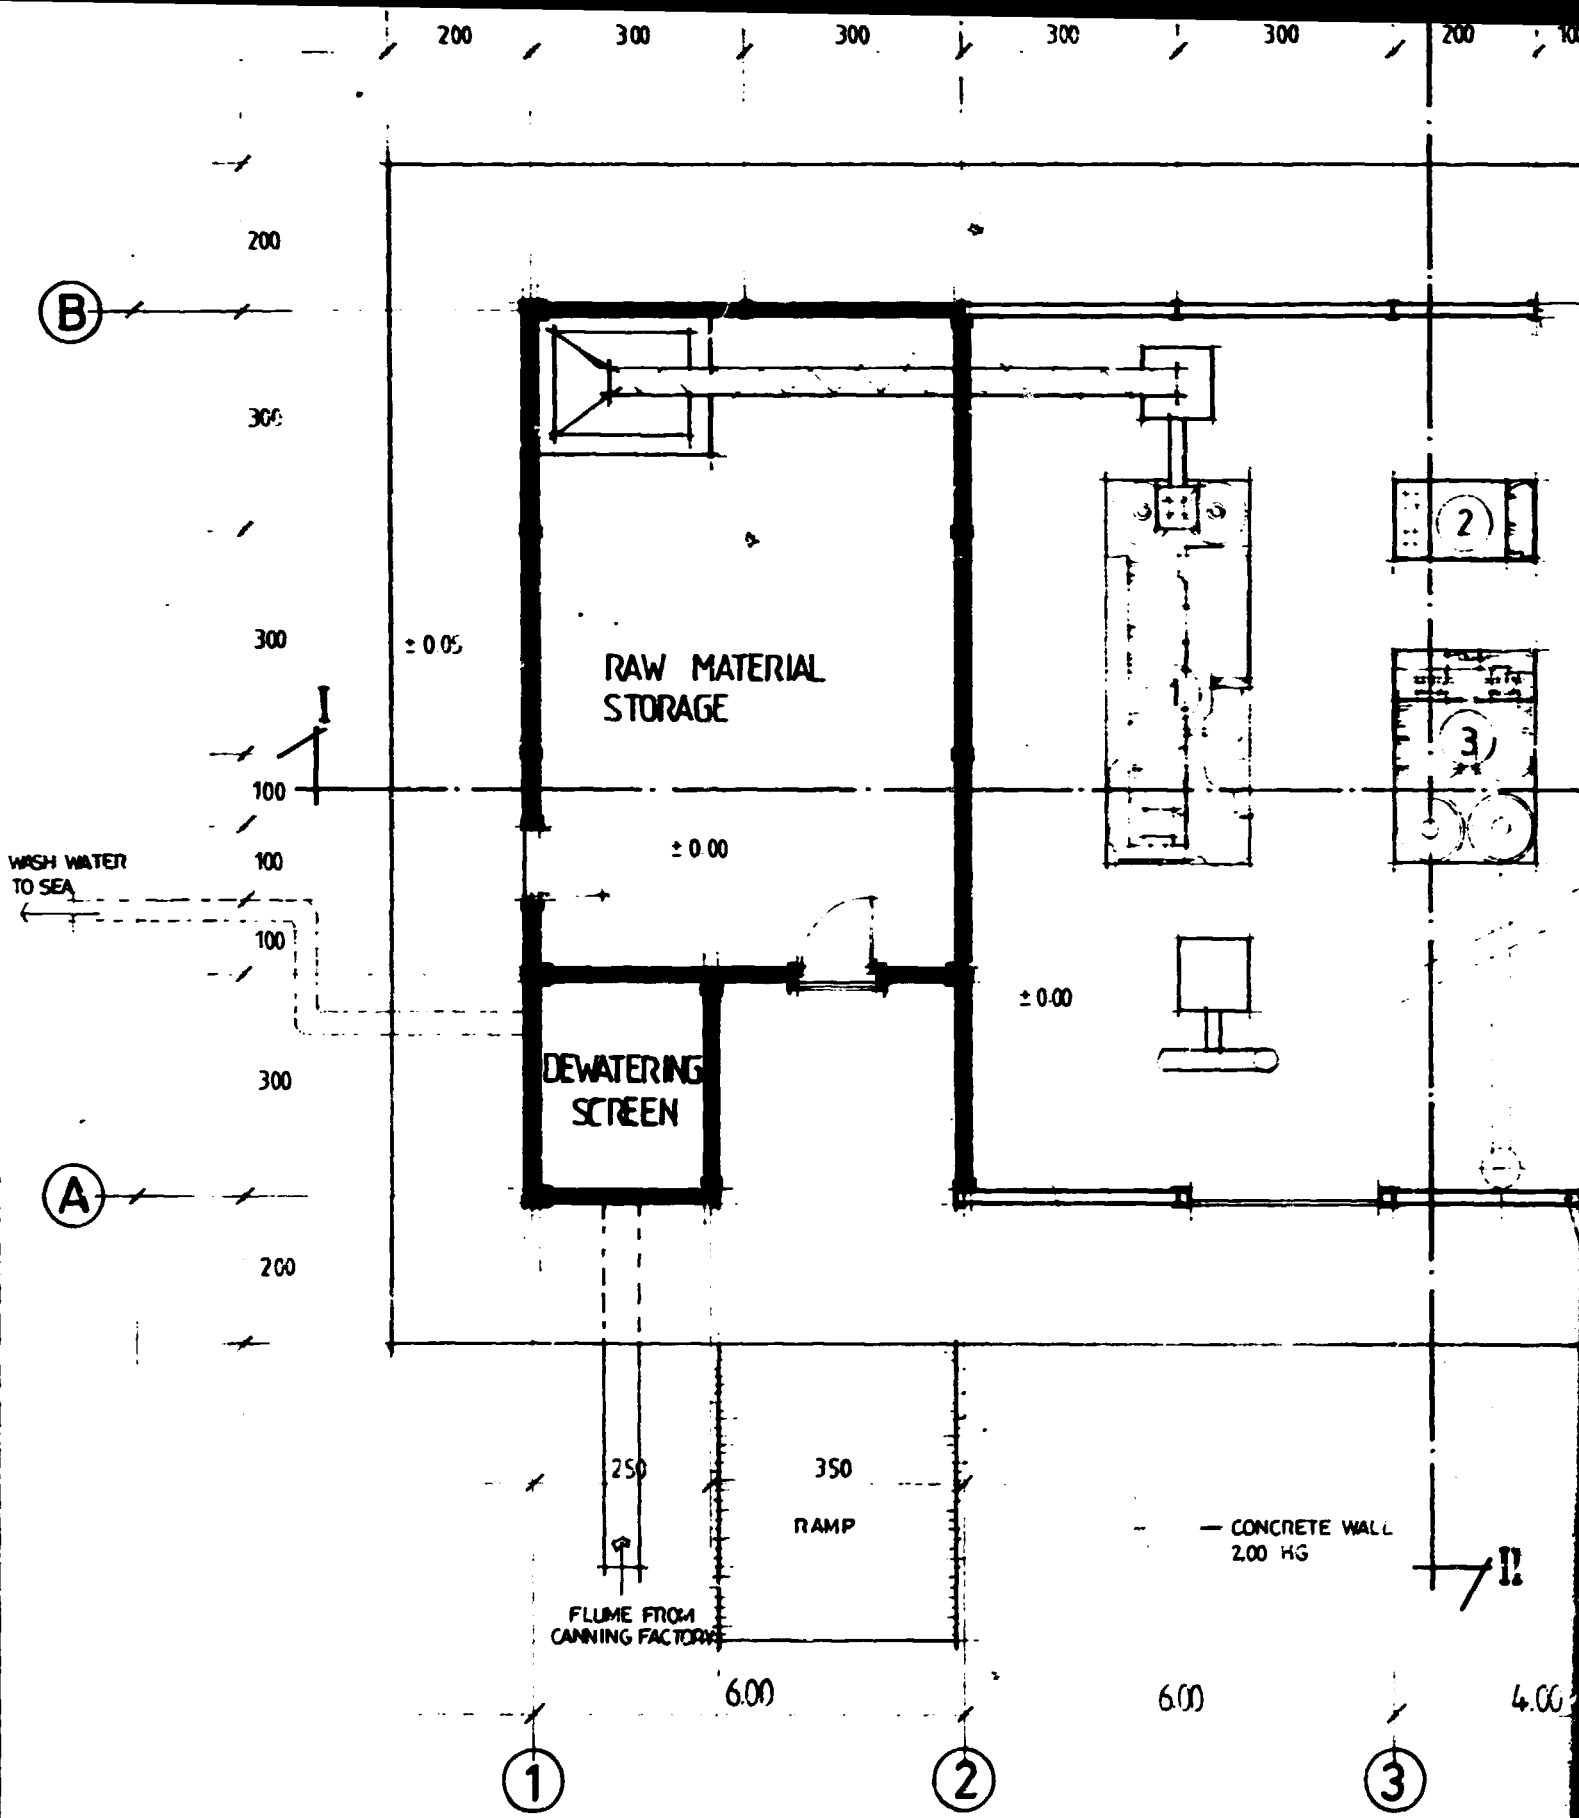 200 300 300 300 300 200
200
B
300
2
300
± 0.05
RAW MATERIAL
STORAGE
I
1
3
100
± 0.00
WASH WATER
TO SEA
100
100
± 0.00
DEWATERING
SCREEN
300
A
200
250
350
RAMP
CONCRETE WALL
2.00 HG
II
FLUME FROM
CANNING FACTORY
6.00
6.00
4.00
1
2
3